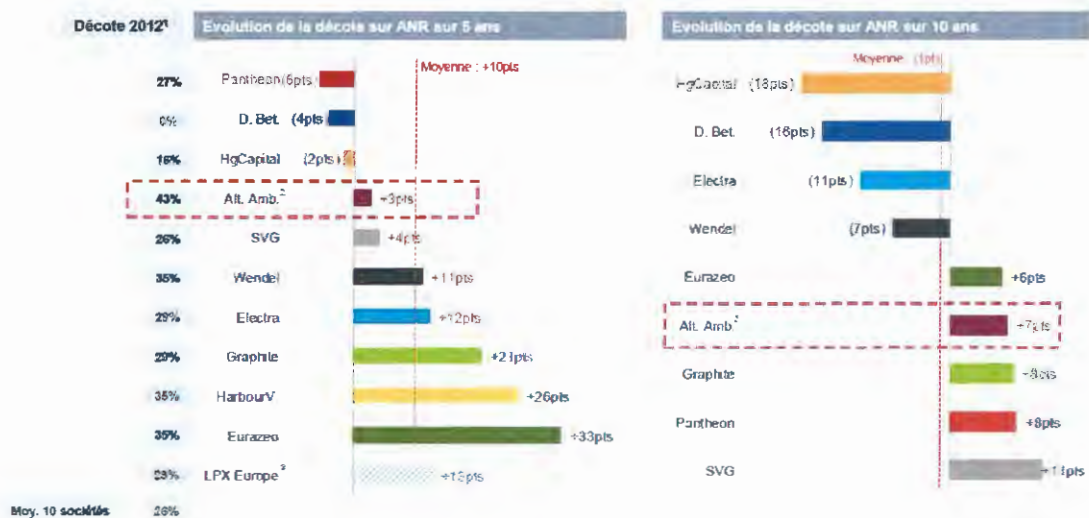 Décote 2012¹
Evolution de la décote sur ANR sur 5 ans
Moyenne : +10pts
27% Pantheon (6pts)
0% D. Bet. (4pts)
16% HgCapital (2pts)
43% Alt. Amb.² +3pts
26% SVG +4pts
35% Wendel +11pts
29% Electra +12pts
29% Graphite +21pts
35% HarbourV. +26pts
35% Eurazeo +33pts
LPX Europe³ +13pts
Moy. 10 sociétés 26%
Evolution de la décote sur ANR sur 10 ans
Moyenne : (1pt)
HgCapital (18pts)
D. Bet. (16pts)
Electra (11pts)
Wendel (7pts)
Eurazeo +6pts
Alt. Amb.² +7pts
Graphite +8pts
Pantheon +8pts
SVG